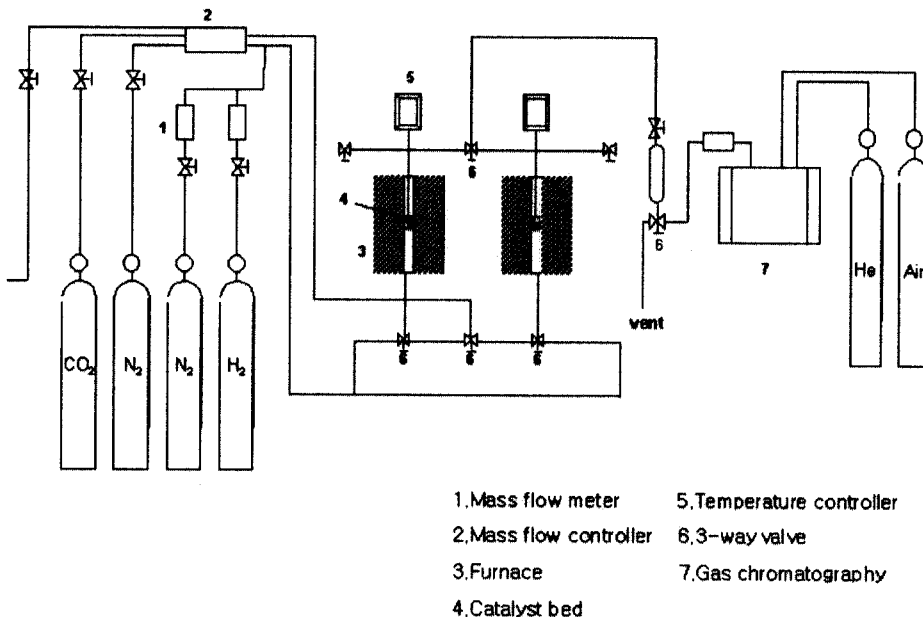 2
5
1
6
4
3
6
7
He
Air
vent
CO₂
N₂
N₂
H₂
6
6
6
1,Mass flow meter
5,Temperature controller
2,Mass flow controller
6,3-way valve
3,Furnace
7,Gas chromatography
4,Catalyst bed